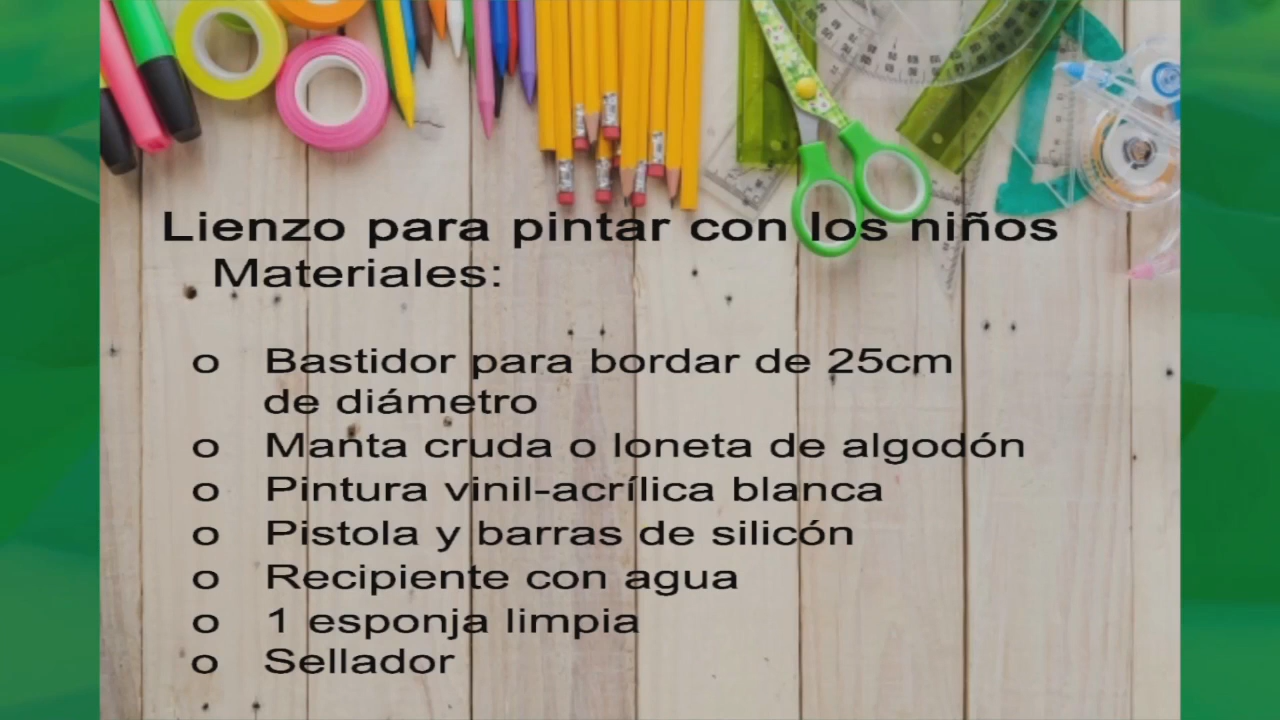 Lienzo para pintar con los niños
Materiales:
o Bastidor para bordar de 25cm
de diámetro
o Manta cruda o loneta de algodón
o Pintura vinil-acrílica blanca
o Pistola y barras de silicón
o Recipiente con agua
o 1 esponja limpia
o Sellador